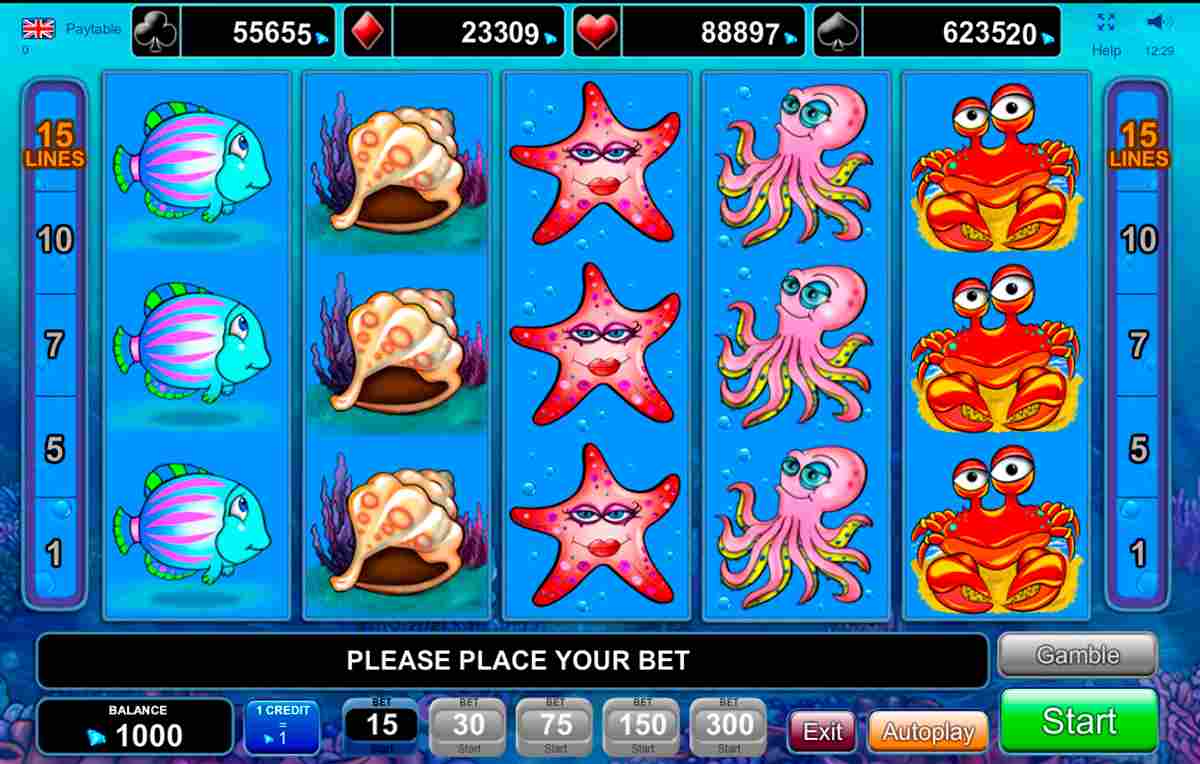 Paytable
0
55655
23309
88897
623520
Help
12:29
15
LINES
10
7
5
1
15
LINES
10
7
5
1
PLEASE PLACE YOUR BET
Gamble
BALANCE
1000
1 CREDIT
=
1
BET
15
Start
BET
30
Start
BET
75
Start
BET
150
Start
BET
300
Start
Exit
Autoplay
Start